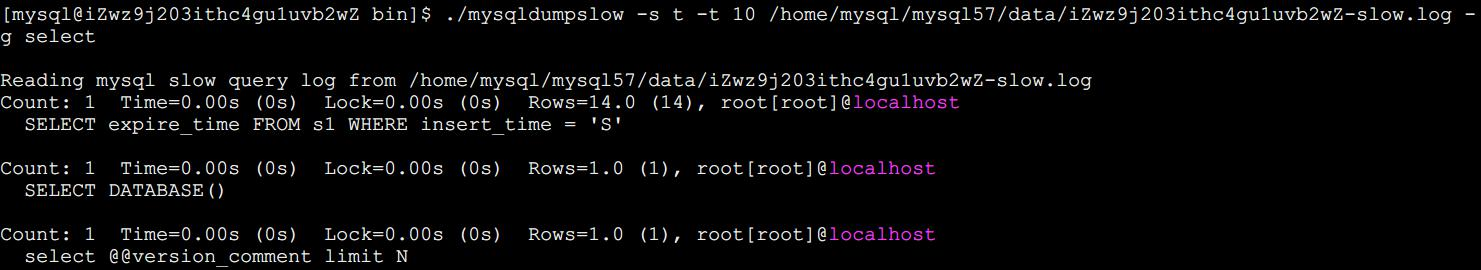 [mysql@iZwz9j203ithc4gu1uvb2wZ bin]$ ./mysqldumpslow -s t -t 10 /home/mysql/mysql57/data/iZwz9j203ithc4gu1uvb2wZ-slow.log -
g select

Reading mysql slow query log from /home/mysql/mysql57/data/iZwz9j203ithc4gu1uvb2wZ-slow.log
Count: 1  Time=0.00s (0s)  Lock=0.00s (0s)  Rows=14.0 (14), root[root]@localhost
  SELECT expire_time FROM s1 WHERE insert_time = 'S'

Count: 1  Time=0.00s (0s)  Lock=0.00s (0s)  Rows=1.0 (1), root[root]@localhost
  SELECT DATABASE()

Count: 1  Time=0.00s (0s)  Lock=0.00s (0s)  Rows=1.0 (1), root[root]@localhost
  select @@version_comment limit N